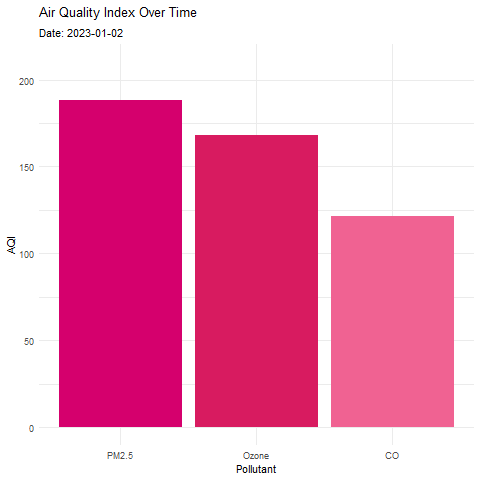 Air Quality Index Over Time
Date: 2023-01-02
200
150
100
50
0
AQI
PM2.5
Ozone
CO
Pollutant